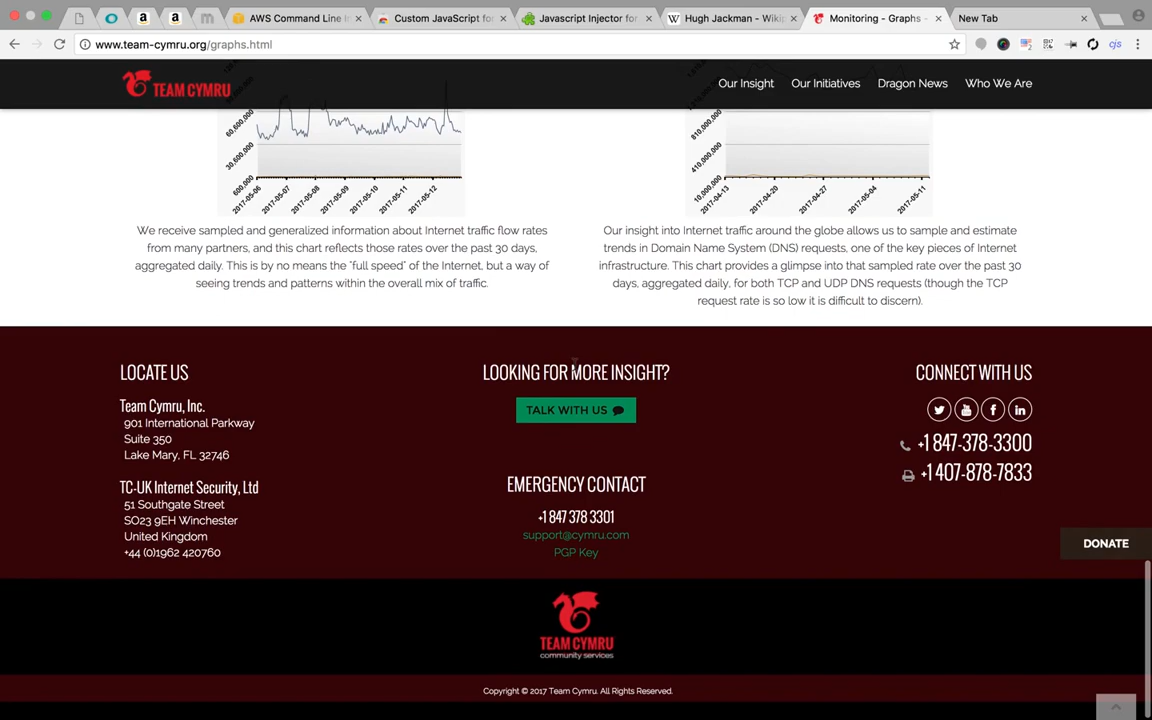 AWS Command Line In
Custom JavaScript for
Javascript Injector for
Hugh Jackman - Wikip
Monitoring - Graphs -
New Tab
www.team-cymru.org/graphs.html
cjs
TEAM CYMRU
Our Insight
Our Initiatives
Dragon News
Who We Are
60,600,000
30,600,000
600,000
2017-05-06
2017-05-07
2017-05-08
2017-05-09
2017-05-10
2017-05-11
2017-05-12
810,000,000
410,000,000
10,000,000
2017-04-13
2017-04-20
2017-04-27
2017-05-04
2017-05-11
We receive sampled and generalized information about Internet traffic flow rates
from many partners, and this chart reflects those rates over the past 30 days,
aggregated daily. This is by no means the "full speed" of the Internet, but a way of
seeing trends and patterns within the overall mix of traffic.
Our insight into Internet traffic around the globe allows us to sample and estimate
trends in Domain Name System (DNS) requests, one of the key pieces of Internet
infrastructure. This chart provides a glimpse into that sampled rate over the past 30
days, aggregated daily, for both TCP and UDP DNS requests (though the TCP
request rate is so low it is difficult to discern).
LOCATE US
Team Cymru, Inc.
901 International Parkway
Suite 350
Lake Mary, FL 32746
TC-UK Internet Security, Ltd
51 Southgate Street
SO23 9EH Winchester
United Kingdom
+44 (0)1962 420760
LOOKING FOR MORE INSIGHT?
TALK WITH US
EMERGENCY CONTACT
+1 847 378 3301
support@cymru.com
PGP Key
CONNECT WITH US
+1 847-378-3300
+1 407-878-7833
DONATE
TEAM CYMRU
community services
Copyright © 2017 Team Cymru. All Rights Reserved.